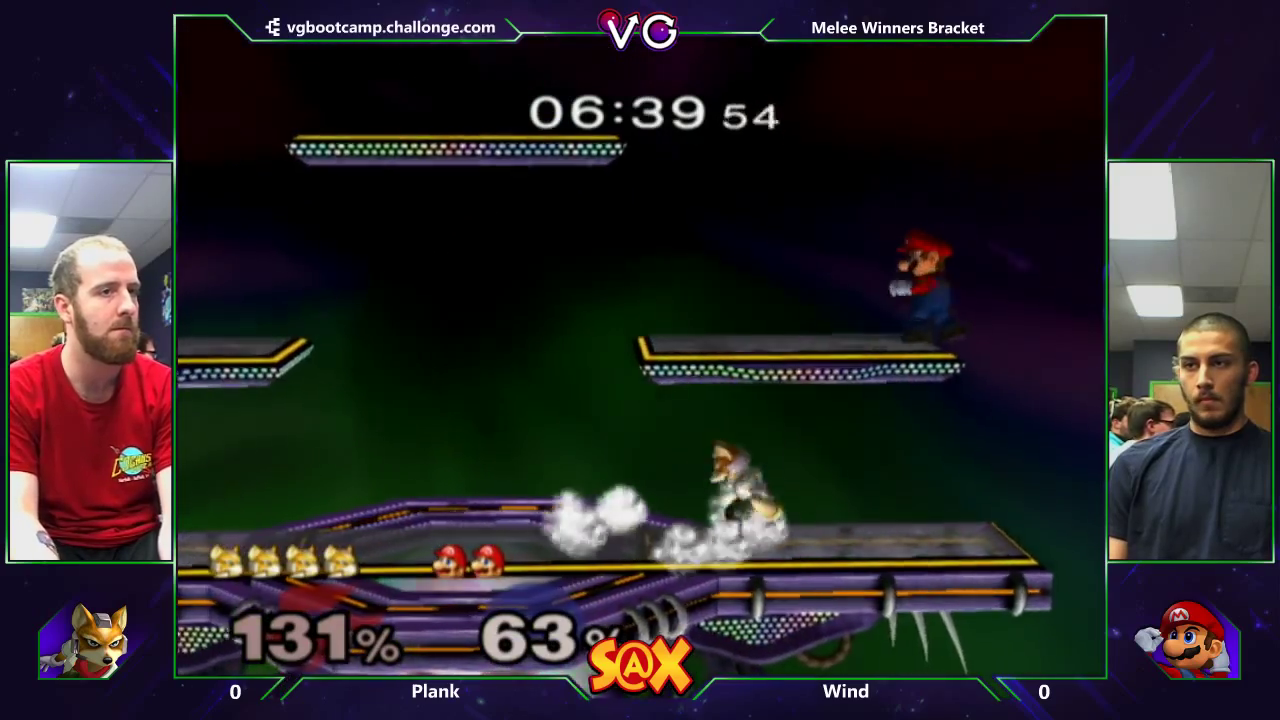 vgbootcamp.challonge.com
VG
Melee Winners Bracket
06:39 54
131%
63%
S@X
0
Plank
Wind
0